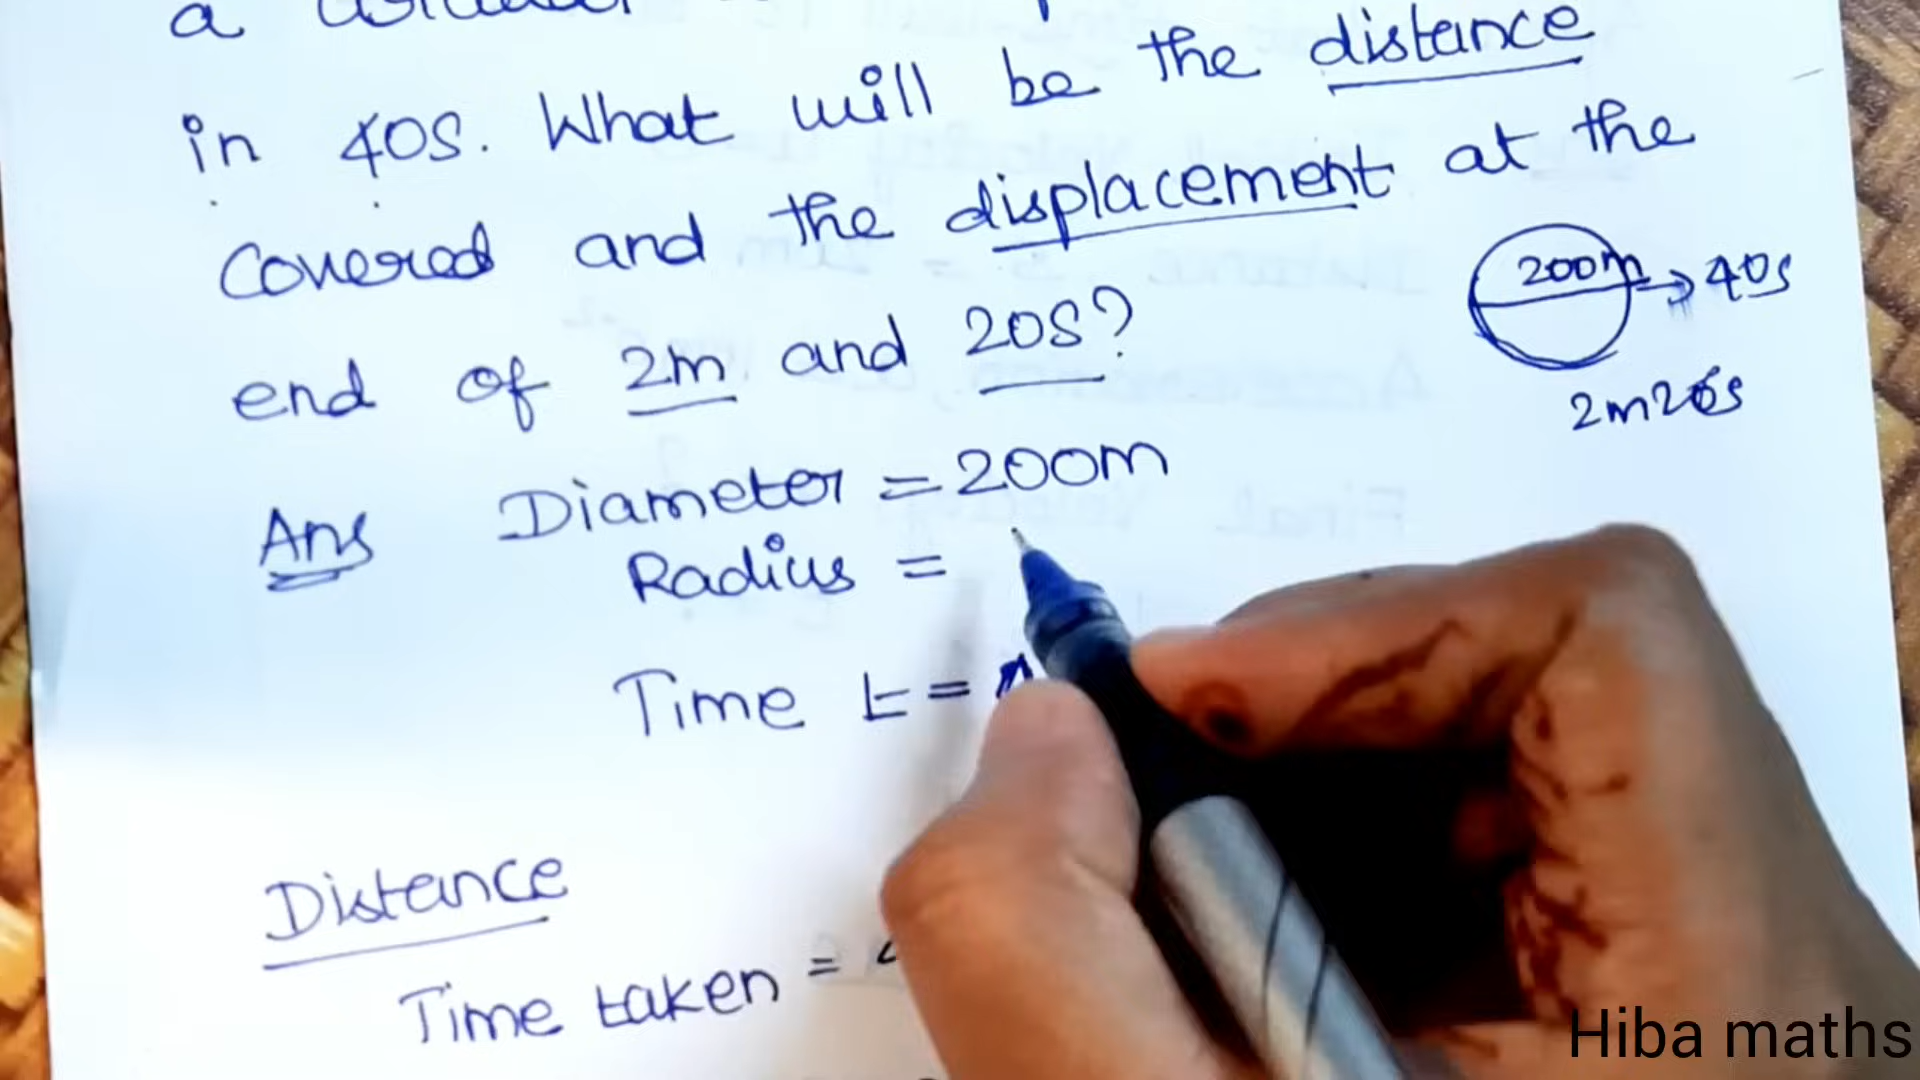 a
in 40S. What will be the distance
Covered and the displacement at the
end of 2m and 20S?
200m → 40s
2m20s
Ans Diameter = 200m
Radius =
Time t =
Distance
Time taken =
Hiba maths